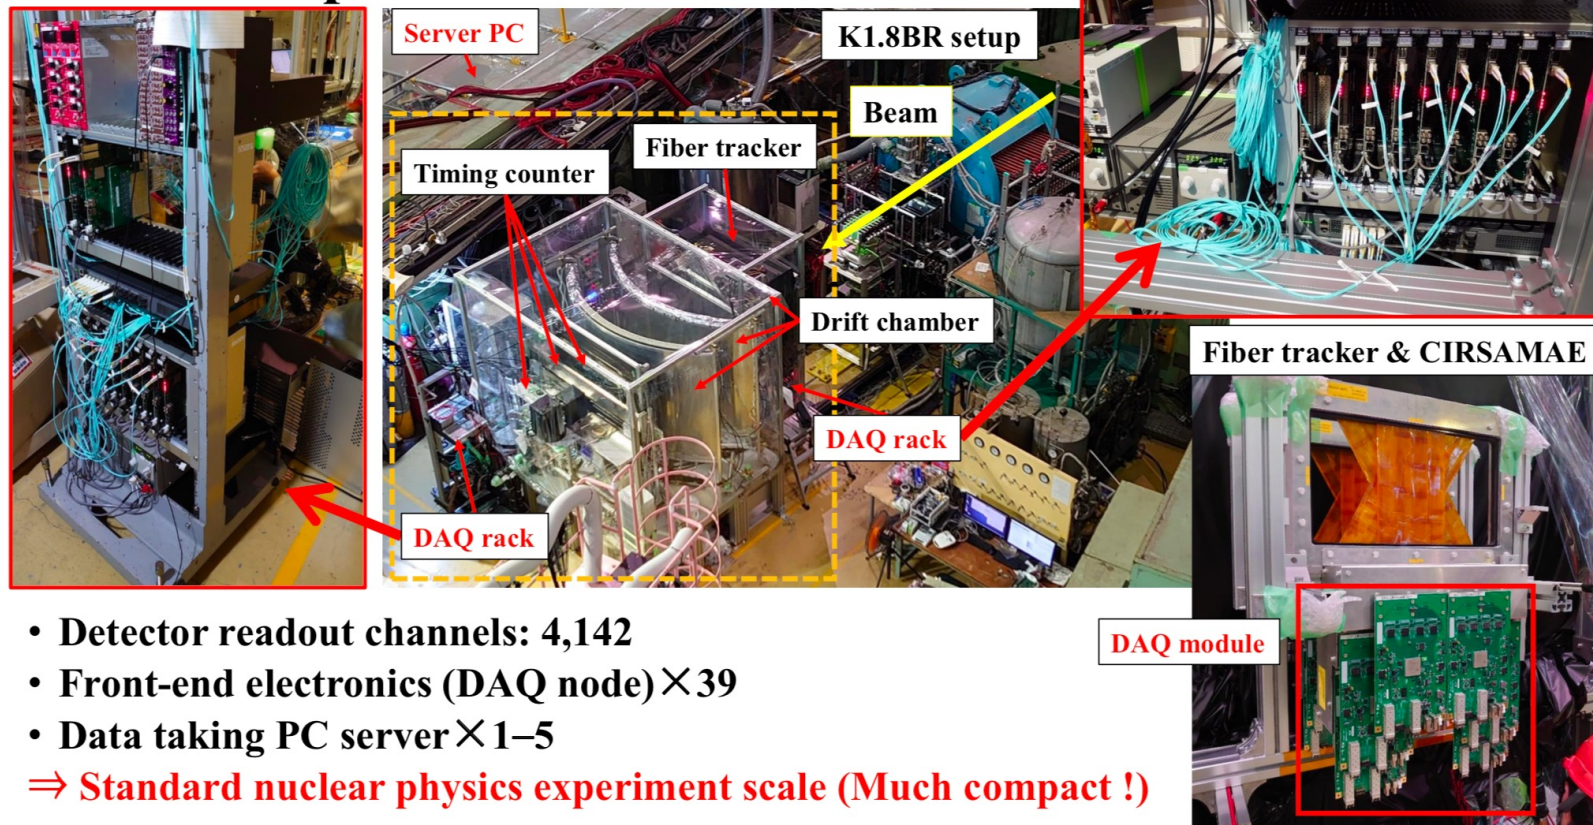 Server PC
K1.8BR setup
Beam
Fiber tracker
Timing counter
Drift chamber
DAQ rack
DAQ rack
Fiber tracker & CIRSAMAE
DAQ module
• Detector readout channels: 4,142
• Front-end electronics (DAQ node)×39
• Data taking PC server×1–5
⇒ Standard nuclear physics experiment scale (Much compact !)